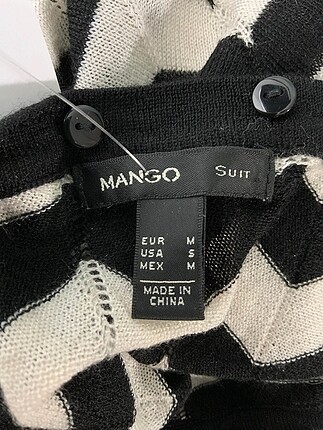 MANGO SUIT
EUR M
USA S
MEX M
MADE IN
CHINA